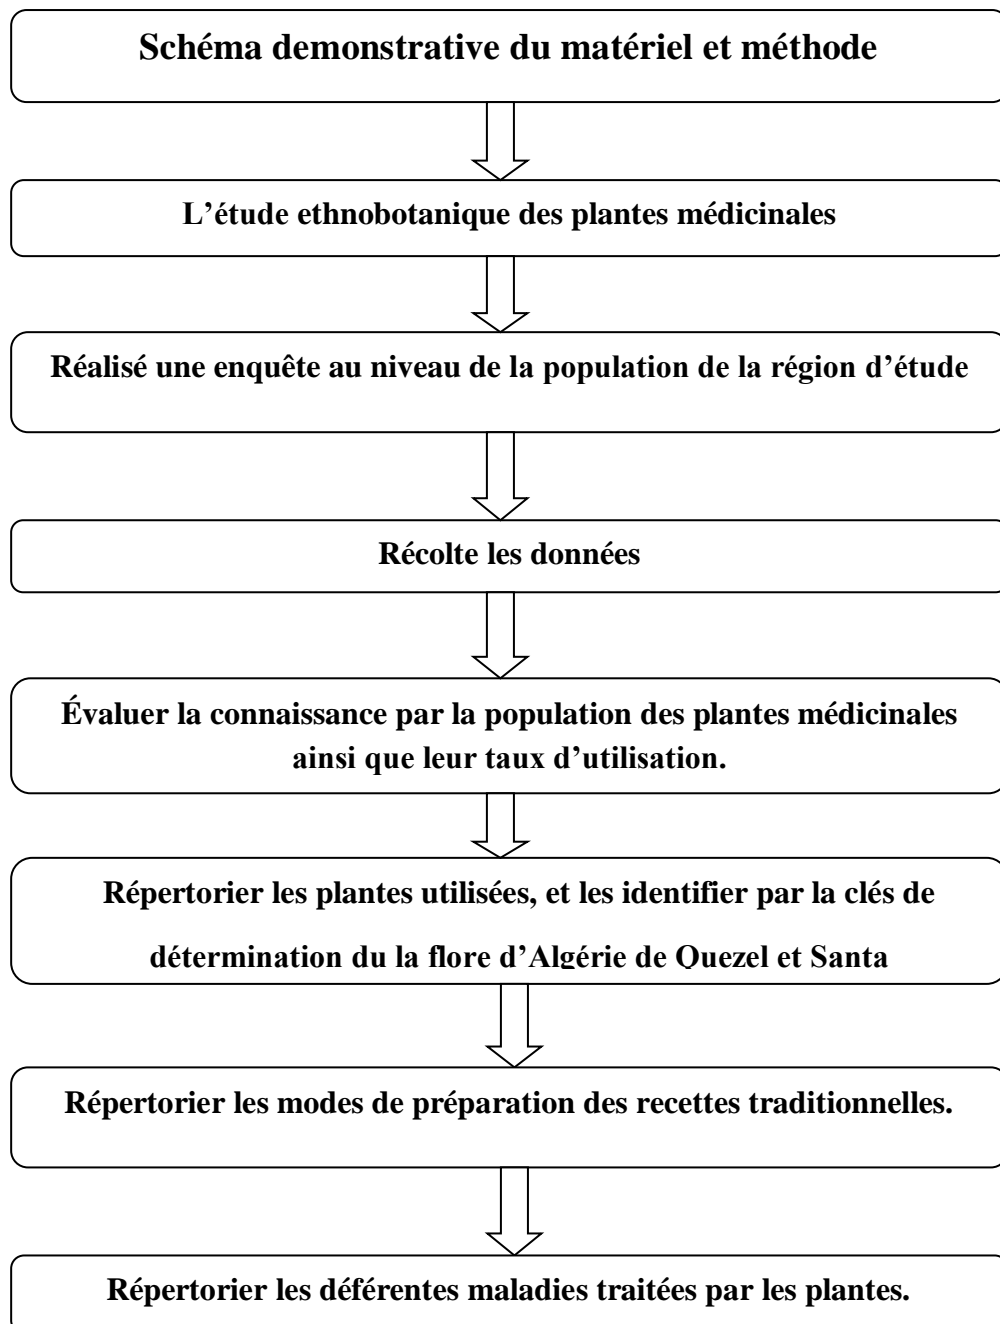 Schéma demonstrative du matériel et méthode
L’étude ethnobotanique des plantes médicinales
Réalisé une enquête au niveau de la population de la région d’étude
Récolte les données
Évaluer la connaissance par la population des plantes médicinales
ainsi que leur taux d’utilisation.
Répertorier les plantes utilisées, et les identifier par la clés de
détermination du la flore d’Algérie de Quezel et Santa
Répertorier les modes de préparation des recettes traditionnelles.
Répertorier les déférentes maladies traitées par les plantes.